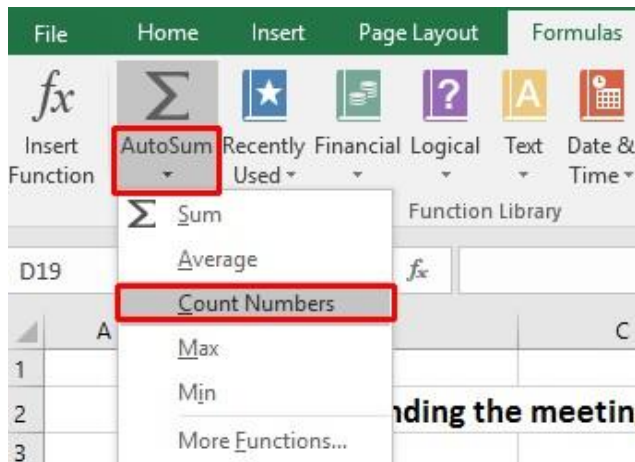 File Home Insert Page Layout Formulas
fx
Insert Function
AutoSum
Recently Used
Financial
Logical
?
Text
A
Date & Time
Function Library
Σ Sum
Average
Count Numbers
Max
Min
More Functions...
D19
fx
A C
1
2
nding the meetin
3